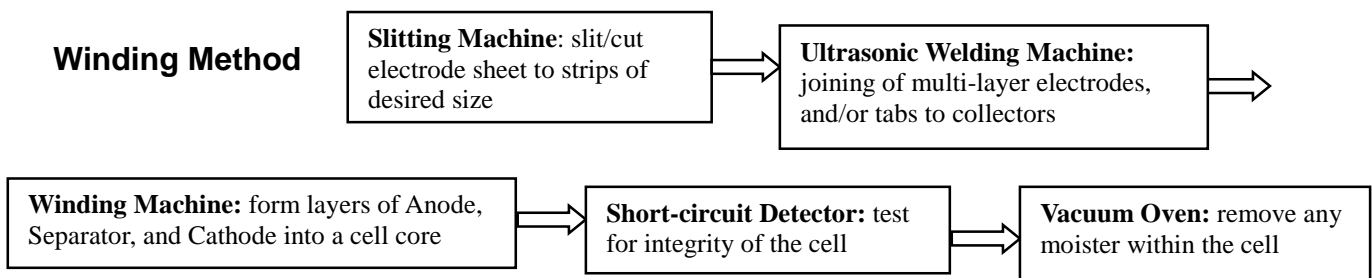 Winding Method
Slitting Machine: slit/cut
electrode sheet to strips of
desired size
Ultrasonic Welding Machine:
joining of multi-layer electrodes,
and/or tabs to collectors
Winding Machine: form layers of Anode,
Separator, and Cathode into a cell core
Short-circuit Detector: test
for integrity of the cell
Vacuum Oven: remove any
moister within the cell